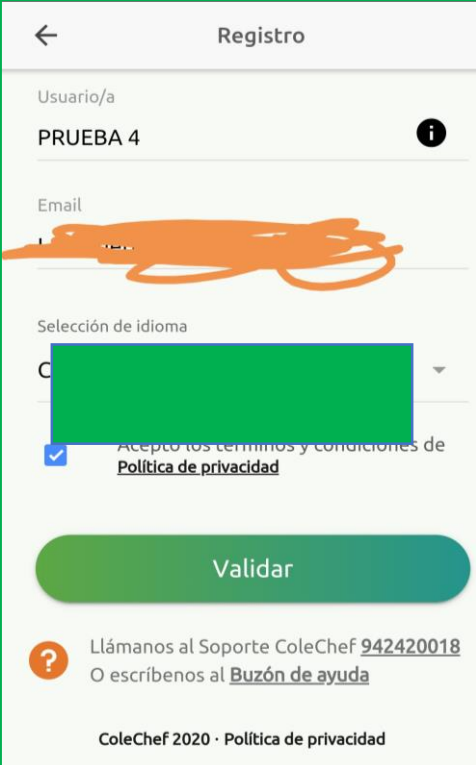 Registro
Usuario/a
PRUEBA 4
Email
Selección de idioma
Acepto los términos y condiciones de
Política de privacidad
Validar
Llámanos al Soporte ColeChef 942420018
O escríbenos al Buzón de ayuda
ColeChef 2020 · Política de privacidad